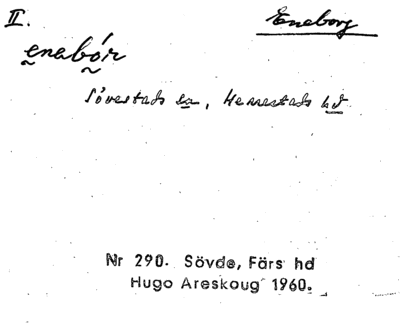 II.
Eneborg
enabór
Sövestads sn, Herrestads hd
Nr 290. Sövde, Färs hd
Hugo Areskoug 1960.